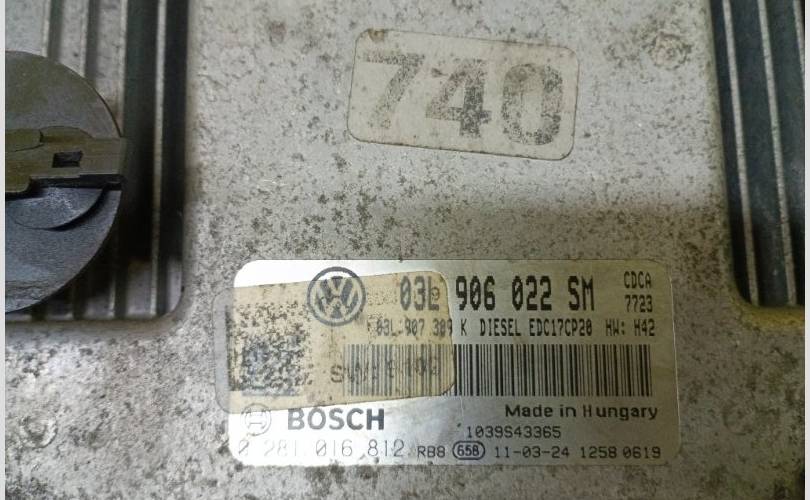 740
03L 906 022 SM CDCA
7723
03L 907 309 K DIESEL EDC17CP20 HW: H42
BOSCH Made in Hungary
1039S43365
0 281 016 812 RB8 658 11-03-24 1258 0619